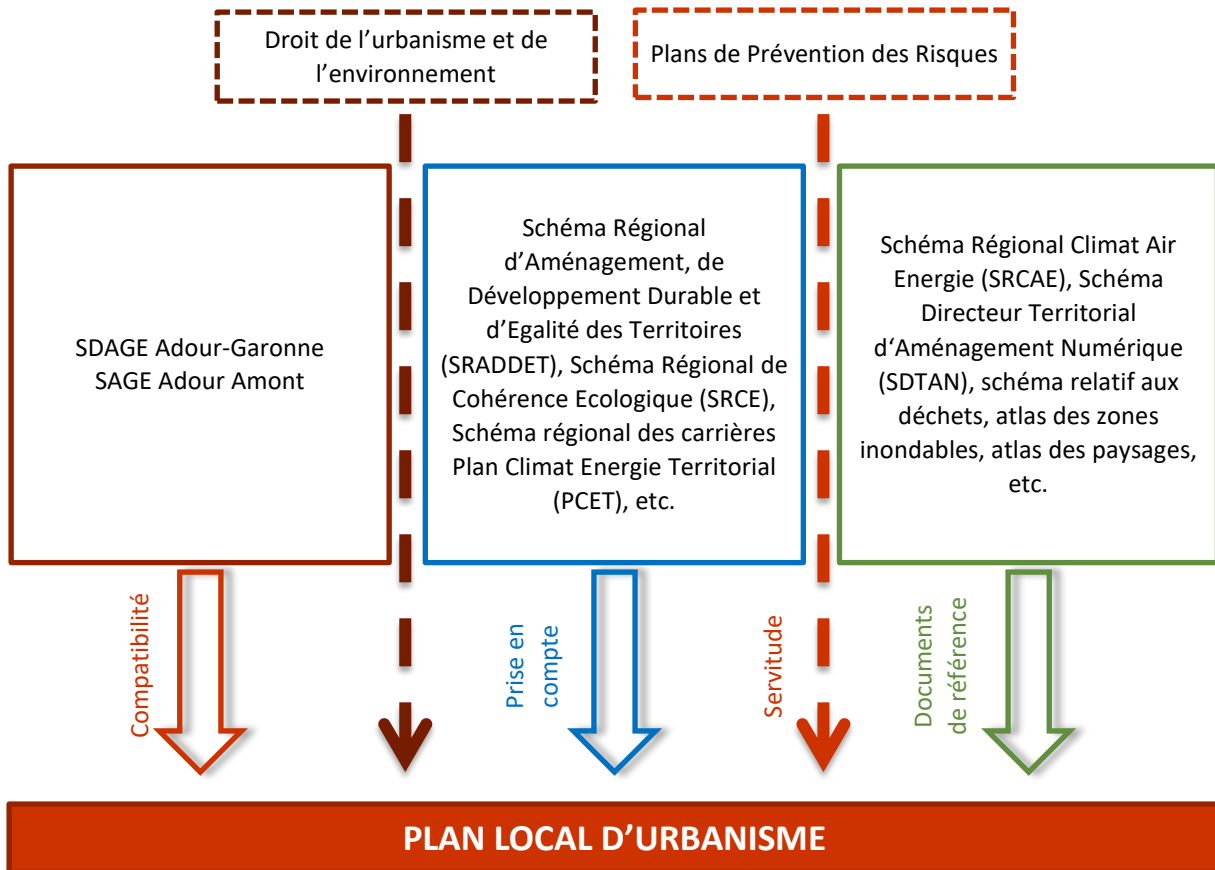 Droit de l'urbanisme et de
l'environnement
Plans de Prévention des Risques
SDAGE Adour-Garonne
SAGE Adour Amont
Schéma Régional
d'Aménagement, de
Développement Durable et
d'Egalité des Territoires
(SRADDET), Schéma Régional de
Cohérence Ecologique (SRCE),
Schéma régional des carrières
Plan Climat Energie Territorial
(PCET), etc.
Schéma Régional Climat Air
Energie (SRCAE), Schéma
Directeur Territorial
d‘Aménagement Numérique
(SDTAN), schéma relatif aux
déchets, atlas des zones
inondables, atlas des paysages,
etc.
Compatibilité
Prise en
compte
Servitude
Documents
de référence
PLAN LOCAL D'URBANISME